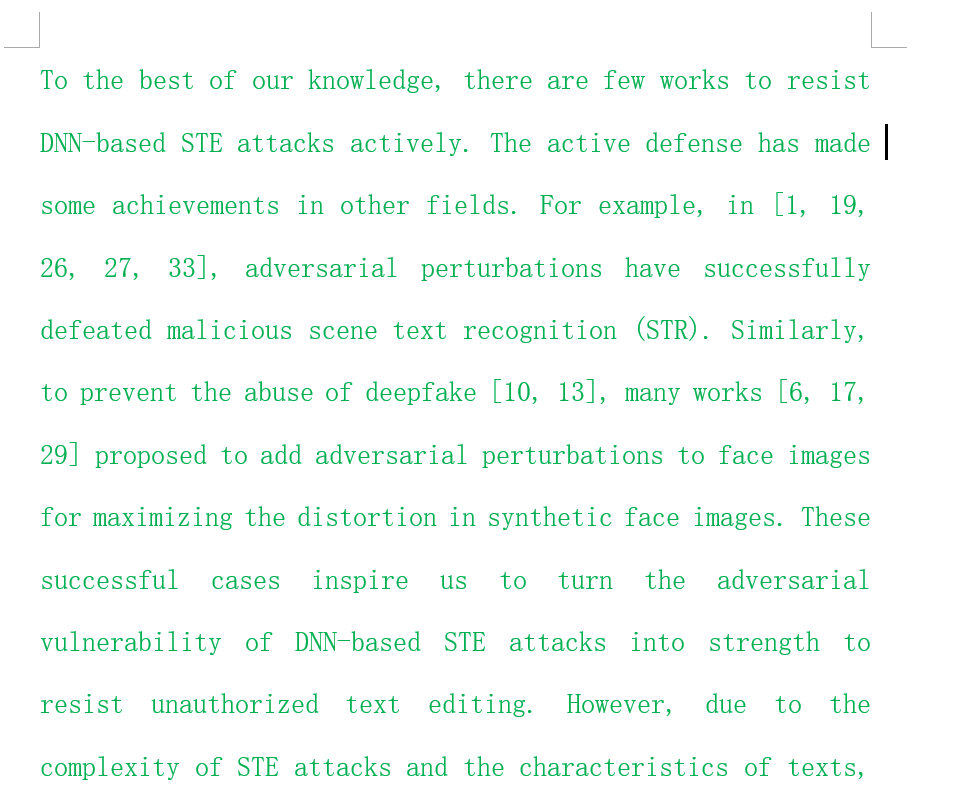 To the best of our knowledge, there are few works to resist
DNN-based STE attacks actively. The active defense has made
some achievements in other fields. For example, in [1, 19,
26, 27, 33], adversarial perturbations have successfully
defeated malicious scene text recognition (STR). Similarly,
to prevent the abuse of deepfake [10, 13], many works [6, 17,
29] proposed to add adversarial perturbations to face images
for maximizing the distortion in synthetic face images. These
successful cases inspire us to turn the adversarial
vulnerability of DNN-based STE attacks into strength to
resist unauthorized text editing. However, due to the
complexity of STE attacks and the characteristics of texts,